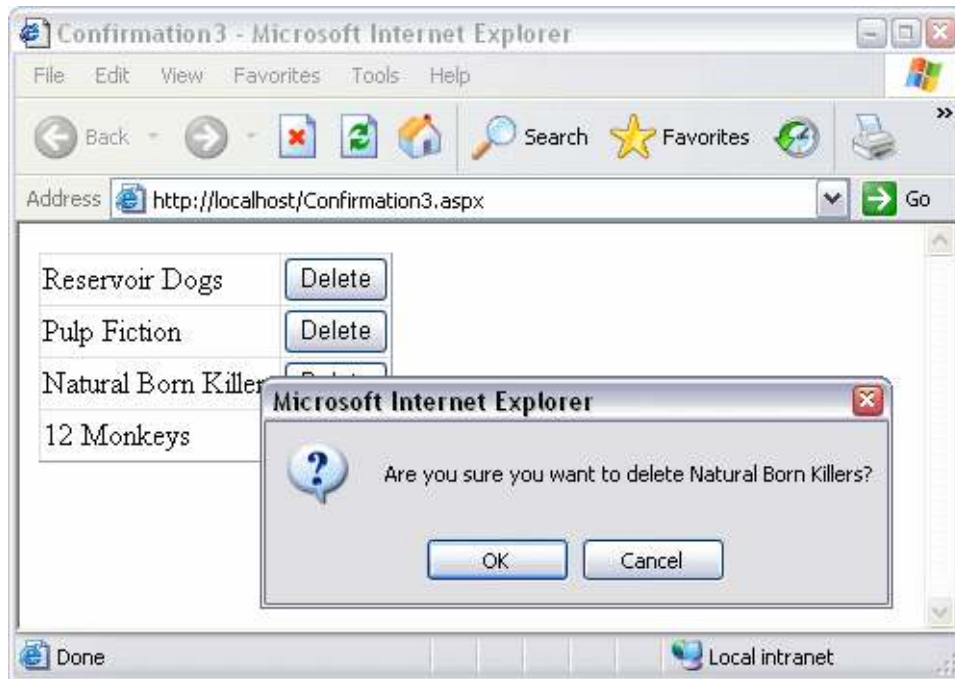 Confirmation3 - Microsoft Internet Explorer
File Edit View Favorites Tools Help
Back Search Favorites »
Address http://localhost/Confirmation3.aspx Go
Reservoir Dogs Delete
Pulp Fiction Delete
Natural Born Killer
12 Monkeys
Microsoft Internet Explorer
Are you sure you want to delete Natural Born Killers?
OK Cancel
Done Local intranet